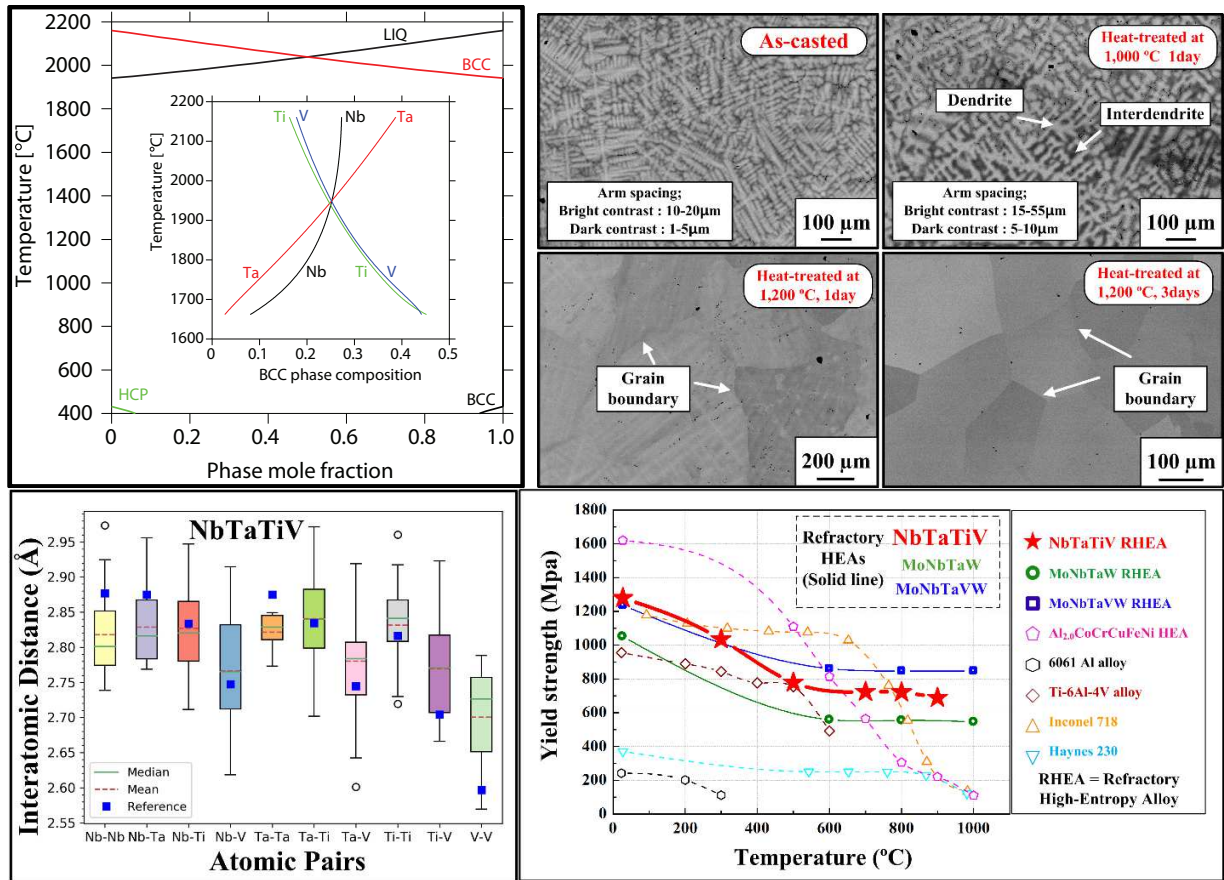 2200
2000
1800
1600
1400
1200
1000
800
600
400
Temperature [°C]
LIQ
BCC
HCP
BCC
0
0.2
0.4
0.6
0.8
1.0
Phase mole fraction
2200
2100
2000
1900
1800
1700
1600
Temperature [°C]
Ti
V
Nb
Ta
Ta
Nb
Ti
V
0
0.1
0.2
0.3
0.4
0.5
BCC phase composition
As-casted
Arm spacing;
Bright contrast : 10-20μm
Dark contrast : 1-5μm
100 μm
Heat-treated at
1,000 ºC 1day
Dendrite
Interdendrite
Arm spacing;
Bright contrast : 15-55μm
Dark contrast : 5-10μm
100 μm
Heat-treated at
1,200 ºC, 1day
Grain
boundary
200 μm
Heat-treated at
1,200 ºC, 3days
Grain
boundary
100 μm
NbTaTiV
Interatomic Distance (Å)
2.95
2.90
2.85
2.80
2.75
2.70
2.65
2.60
2.55
Median
Mean
Reference
Nb-Nb
Nb-Ta
Nb-Ti
Nb-V
Ta-Ta
Ta-Ti
Ta-V
Ti-Ti
Ti-V
V-V
Atomic Pairs
Yield strength (Mpa)
1800
1600
1400
1200
1000
800
600
400
200
0
0
200
400
600
800
1000
Temperature (ºC)
Refractory
HEAs
(Solid line)
NbTaTiV
MoNbTaW
MoNbTaVW
NbTaTiV RHEA
MoNbTaW RHEA
MoNbTaVW RHEA
Al2.0CoCrCuFeNi HEA
6061 Al alloy
Ti-6Al-4V alloy
Inconel 718
Haynes 230
RHEA = Refractory
High-Entropy Alloy